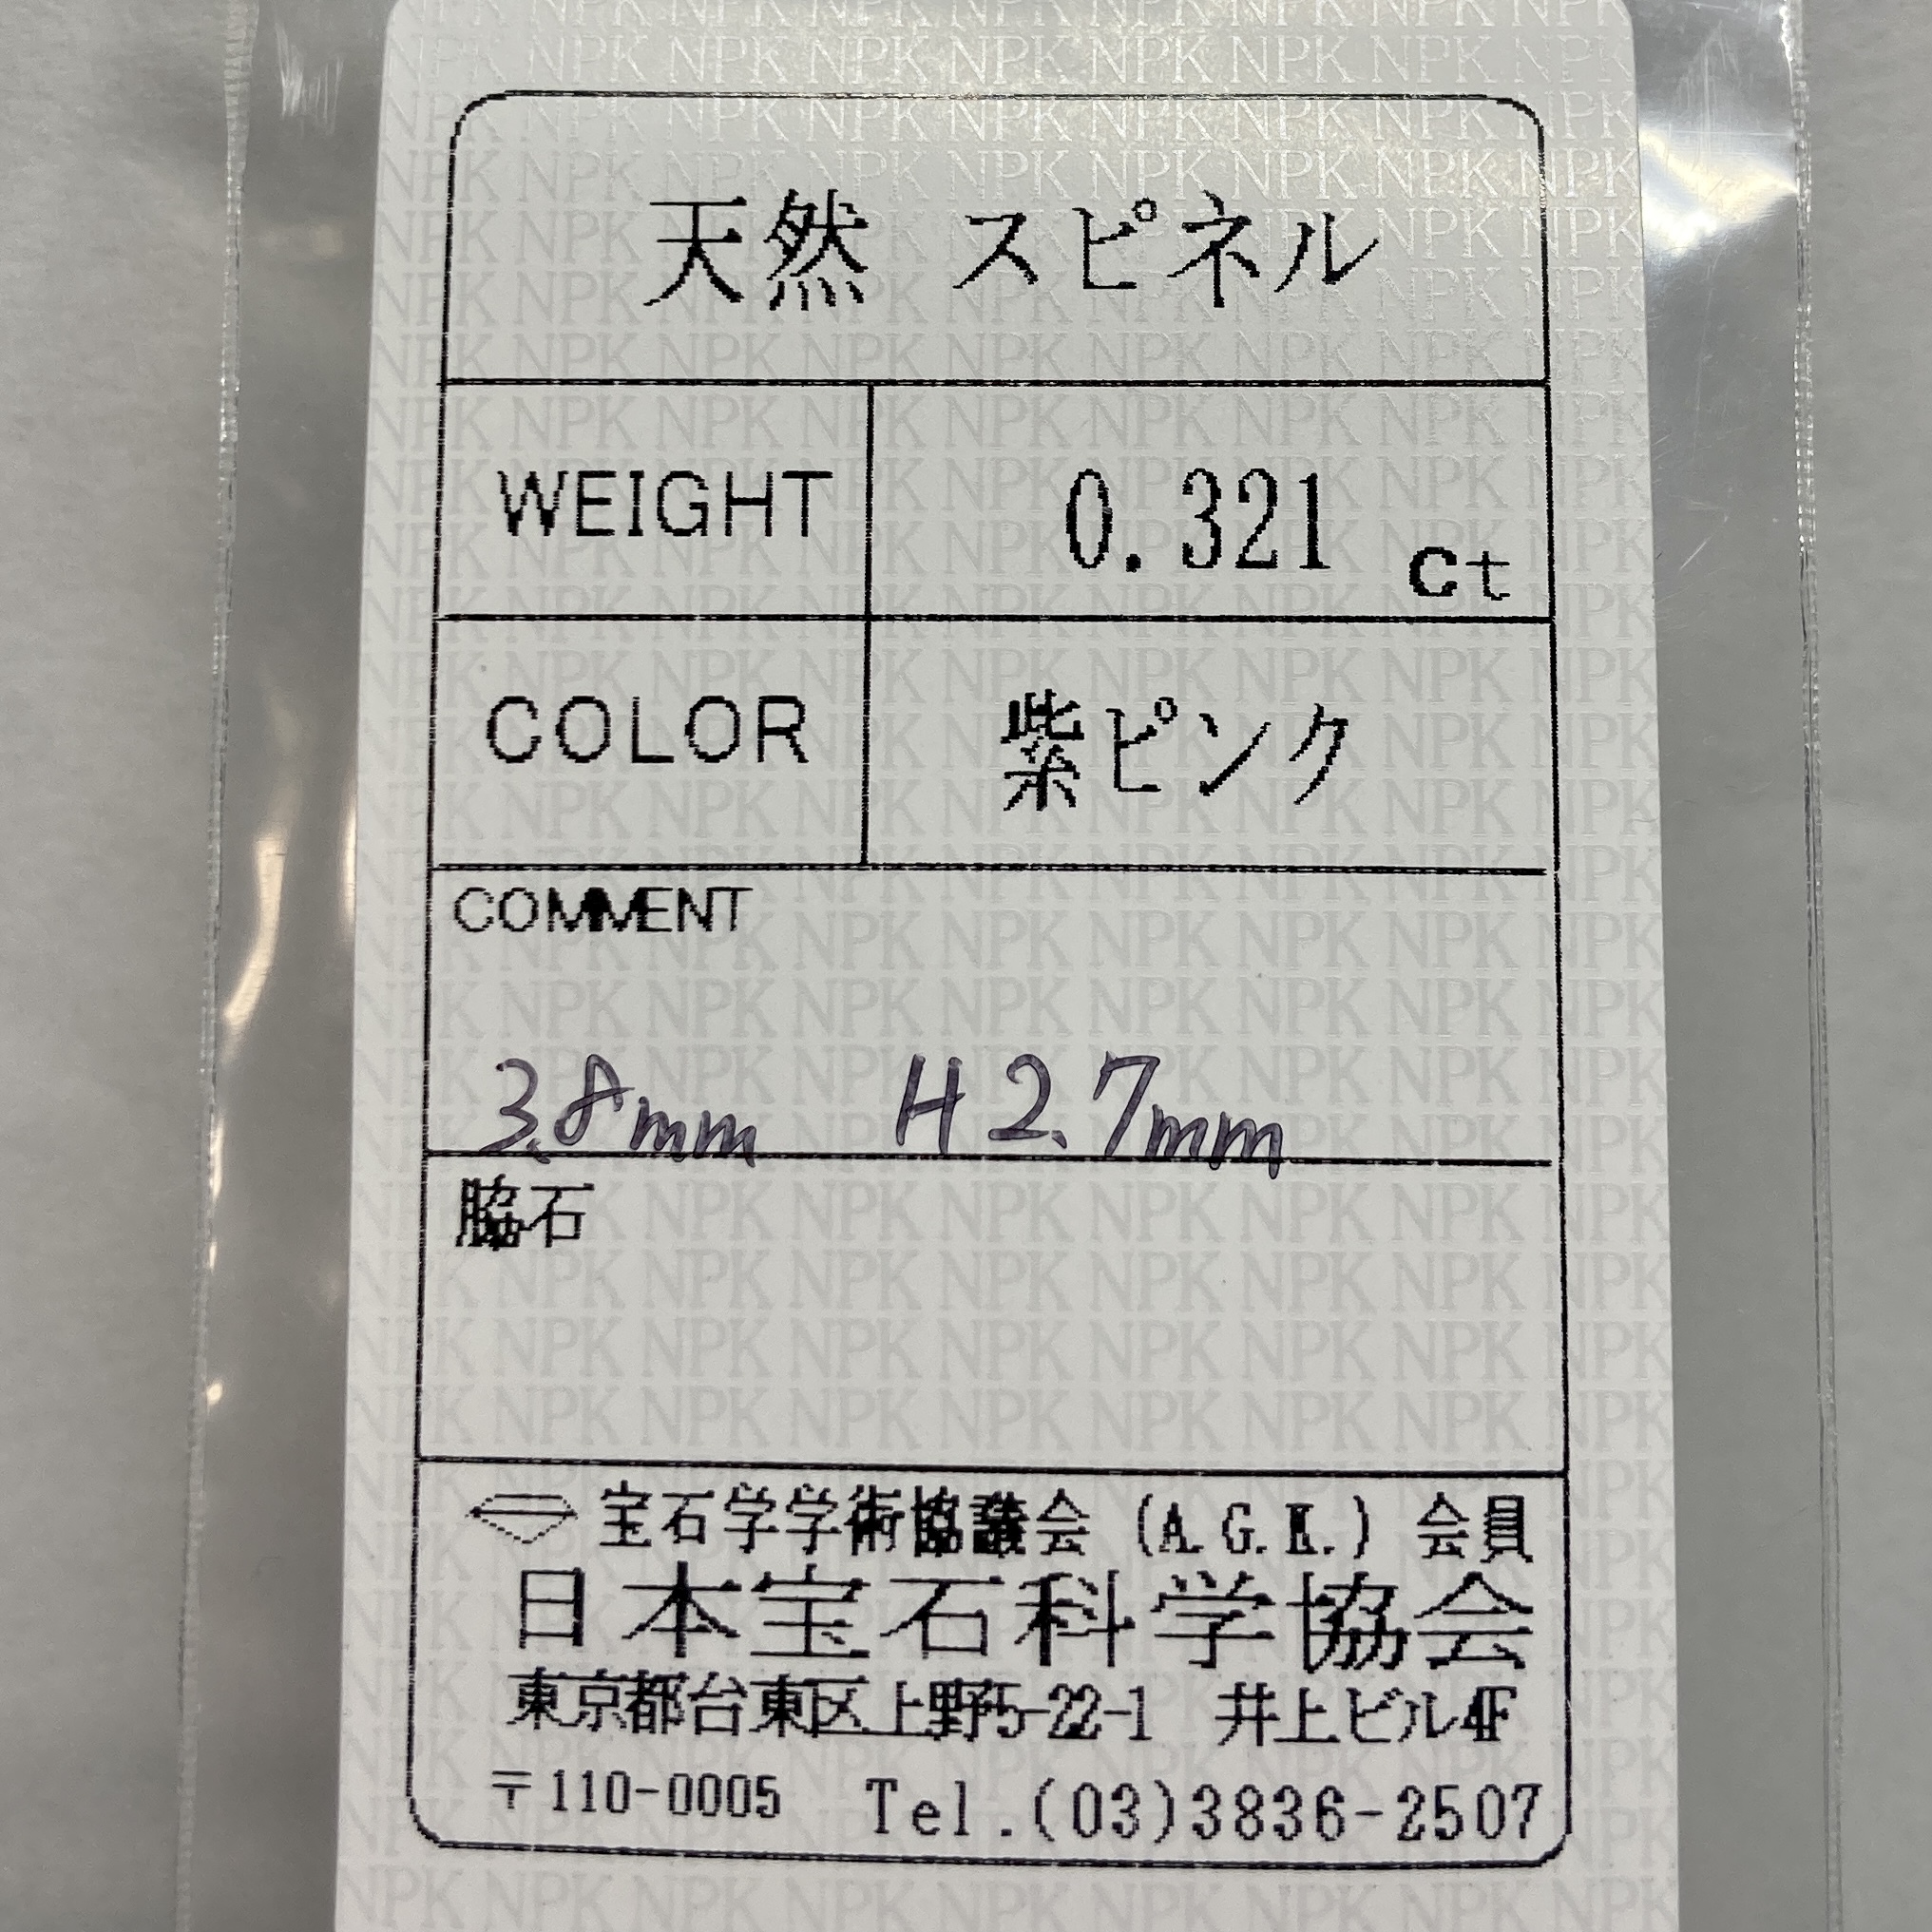 天然 スピネル
WEIGHT 0.321 ct
COLOR 紫ピンク
COMMENT
3.8mm H2.7mm
脇石
宝石学学術協議会 (A.G.K.) 会員
日本宝石科学協会
東京都台東区上野5-22-1 井上ビル4F
〒110-0005 Tel.(03)3836-2507